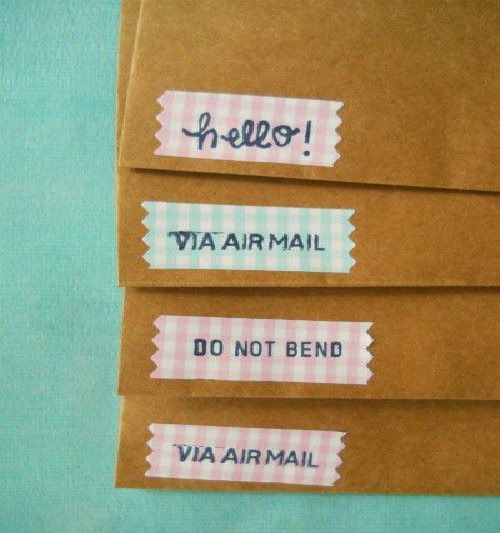 hello!
VIA AIR MAIL
DO NOT BEND
VIA AIR MAIL